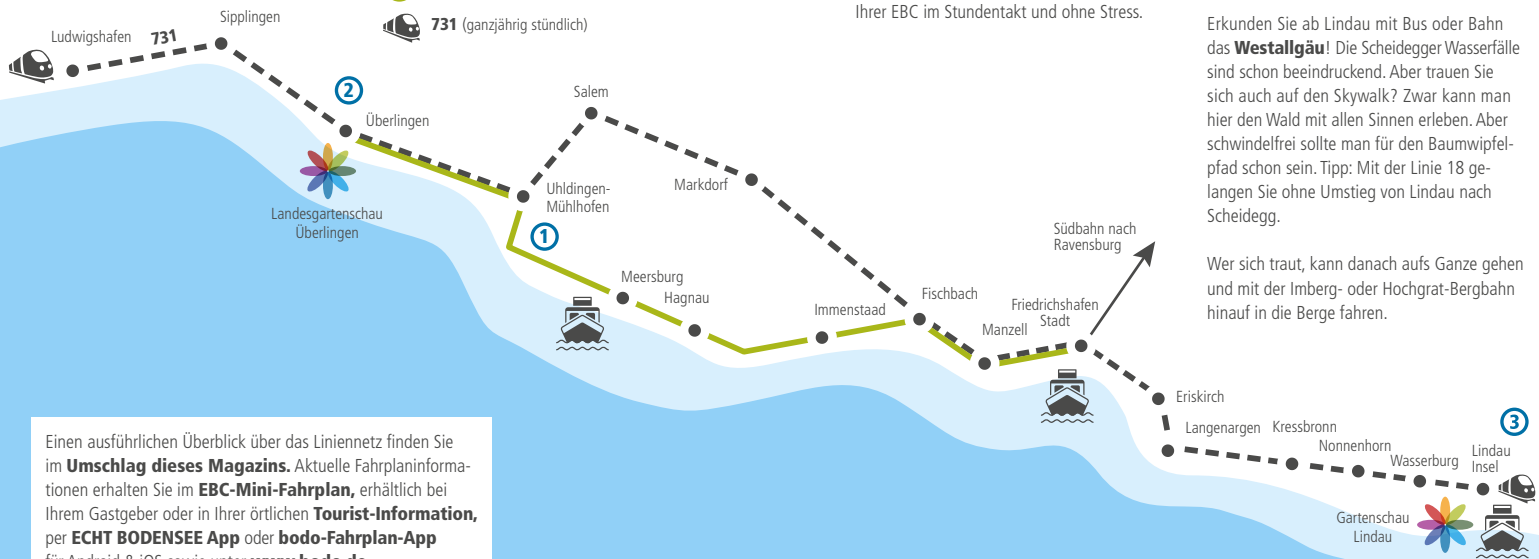 Ihrer EBC im Stundentakt und ohne Stress.
731 (ganzjährig stündlich)
Ludwigshafen
731
Sipplingen
2
Überlingen
Landesgartenschau
Überlingen
Salem
Uhldingen-
Mühlhofen
1
Markdorf
Meersburg
Hagnau
Immenstaad
Fischbach
Manzell
Friedrichshafen
Stadt
Südbahn nach
Ravensburg
Eriskirch
Langenargen
Kressbronn
Nonnenhorn
Wasserburg
3
Lindau
Insel
Gartenschau
Lindau
Erkunden Sie ab Lindau mit Bus oder Bahn
das Westallgäu! Die Scheidegger Wasserfälle
sind schon beeindruckend. Aber trauen Sie
sich auch auf den Skywalk? Zwar kann man
hier den Wald mit allen Sinnen erleben. Aber
schwindelfrei sollte man für den Baumwipfel-
pfad schon sein. Tipp: Mit der Linie 18 ge-
langen Sie ohne Umstieg von Lindau nach
Scheidegg.
Wer sich traut, kann danach aufs Ganze gehen
und mit der Imberg- oder Hochgrat-Bergbahn
hinauf in die Berge fahren.
Einen ausführlichen Überblick über das Liniennetz finden Sie
im Umschlag dieses Magazins. Aktuelle Fahrplaninforma-
tionen erhalten Sie im EBC-Mini-Fahrplan, erhältlich bei
Ihrem Gastgeber oder in Ihrer örtlichen Tourist-Information,
per ECHT BODENSEE App oder bodo-Fahrplan-App
für Android & iOS sowie unter www.bodo.de